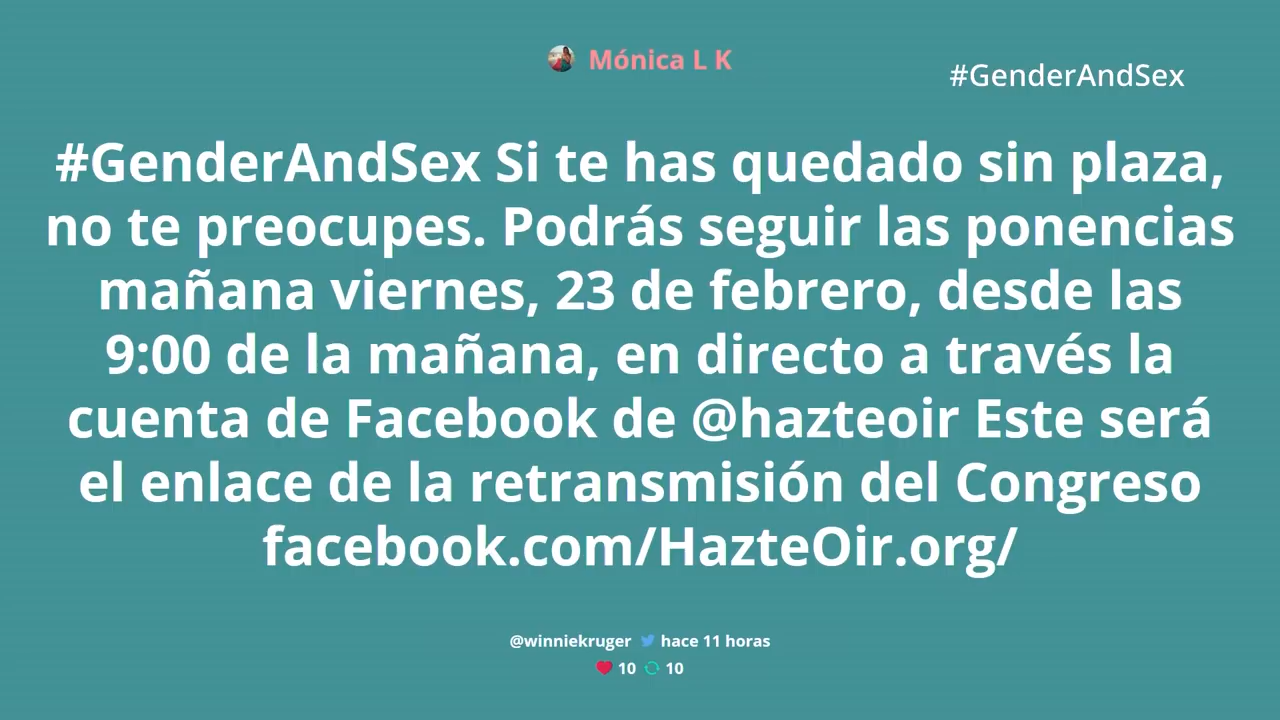 Mónica L K
#GenderAndSex
#GenderAndSex Si te has quedado sin plaza,
no te preocupes. Podrás seguir las ponencias
mañana viernes, 23 de febrero, desde las
9:00 de la mañana, en directo a través la
cuenta de Facebook de @hazteoir Este será
el enlace de la retransmisión del Congreso
facebook.com/HazteOir.org/
@winniekruger hace 11 horas
10 10